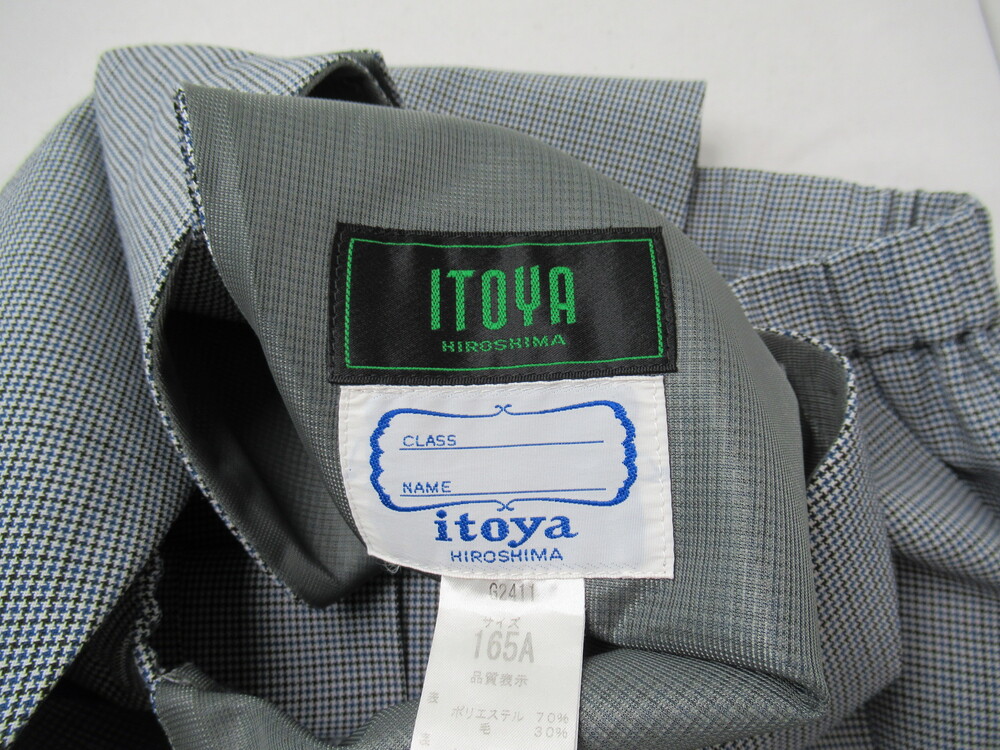 ITOYA
HIROSHIMA
CLASS
NAME
itoya
HIROSHIMA
G2411
サイズ
165A
品質表示
表
ポリエステル 70%
毛 30%